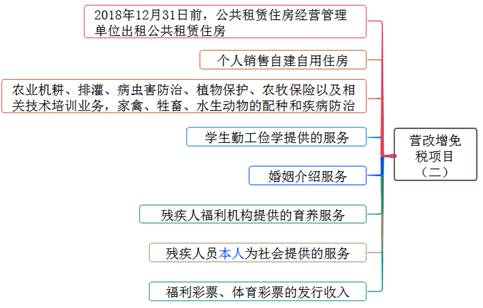 2018年12月31日前，公共租赁住房经营管理
单位出租公共租赁住房
个人销售自建自用住房
农业机耕、排灌、病虫害防治、植物保护、农牧保险以及相
关技术培训业务，家禽、牲畜、水生动物的配种和疾病防治
学生勤工俭学提供的服务
婚姻介绍服务
残疾人福利机构提供的育养服务
残疾人员本人为社会提供的服务
福利彩票、体育彩票的发行收入
营改增免
税项目
（二）